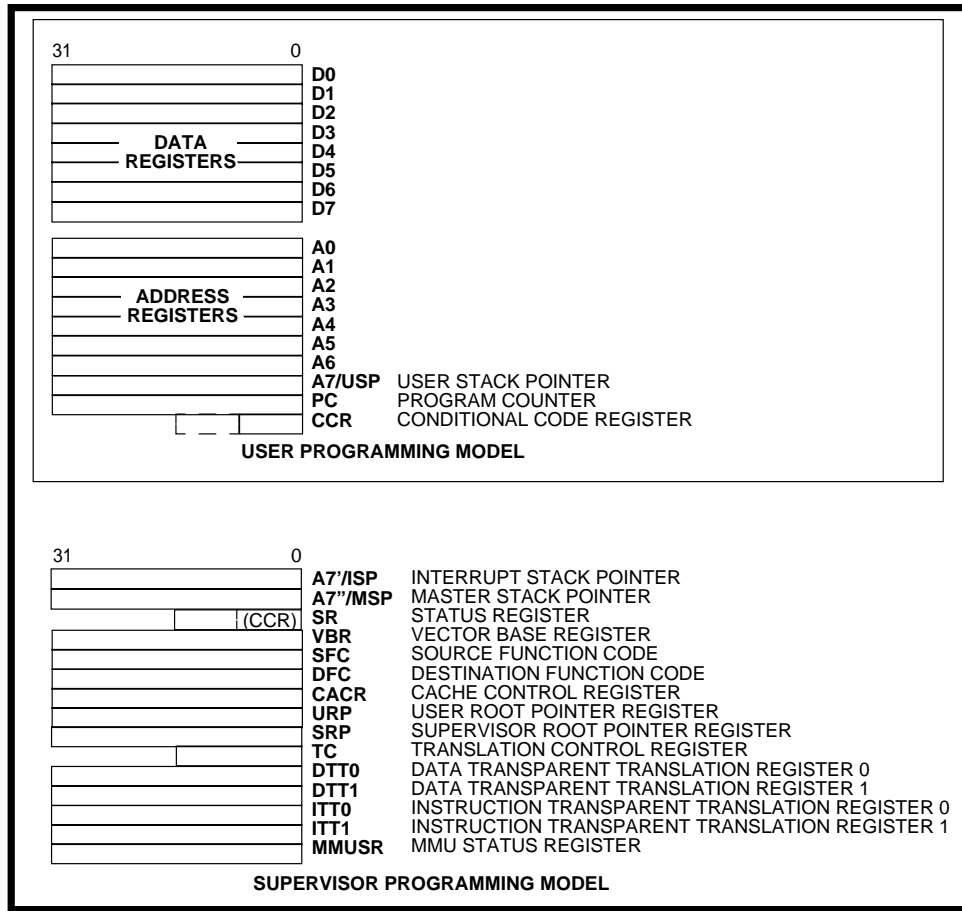 31 0
D0
D1
D2
D3
D4
D5
D6
D7
DATA
REGISTERS
A0
A1
A2
A3
A4
A5
A6
ADDRESS
REGISTERS
A7/USP USER STACK POINTER
PC PROGRAM COUNTER
CCR CONDITIONAL CODE REGISTER
USER PROGRAMMING MODEL
31 0
A7'/ISP INTERRUPT STACK POINTER
A7"/MSP MASTER STACK POINTER
(CCR) SR STATUS REGISTER
VBR VECTOR BASE REGISTER
SFC SOURCE FUNCTION CODE
DFC DESTINATION FUNCTION CODE
CACR CACHE CONTROL REGISTER
URP USER ROOT POINTER REGISTER
SRP SUPERVISOR ROOT POINTER REGISTER
TC TRANSLATION CONTROL REGISTER
DTT0 DATA TRANSPARENT TRANSLATION REGISTER 0
DTT1 DATA TRANSPARENT TRANSLATION REGISTER 1
ITT0 INSTRUCTION TRANSPARENT TRANSLATION REGISTER 0
ITT1 INSTRUCTION TRANSPARENT TRANSLATION REGISTER 1
MMUSR MMU STATUS REGISTER
SUPERVISOR PROGRAMMING MODEL